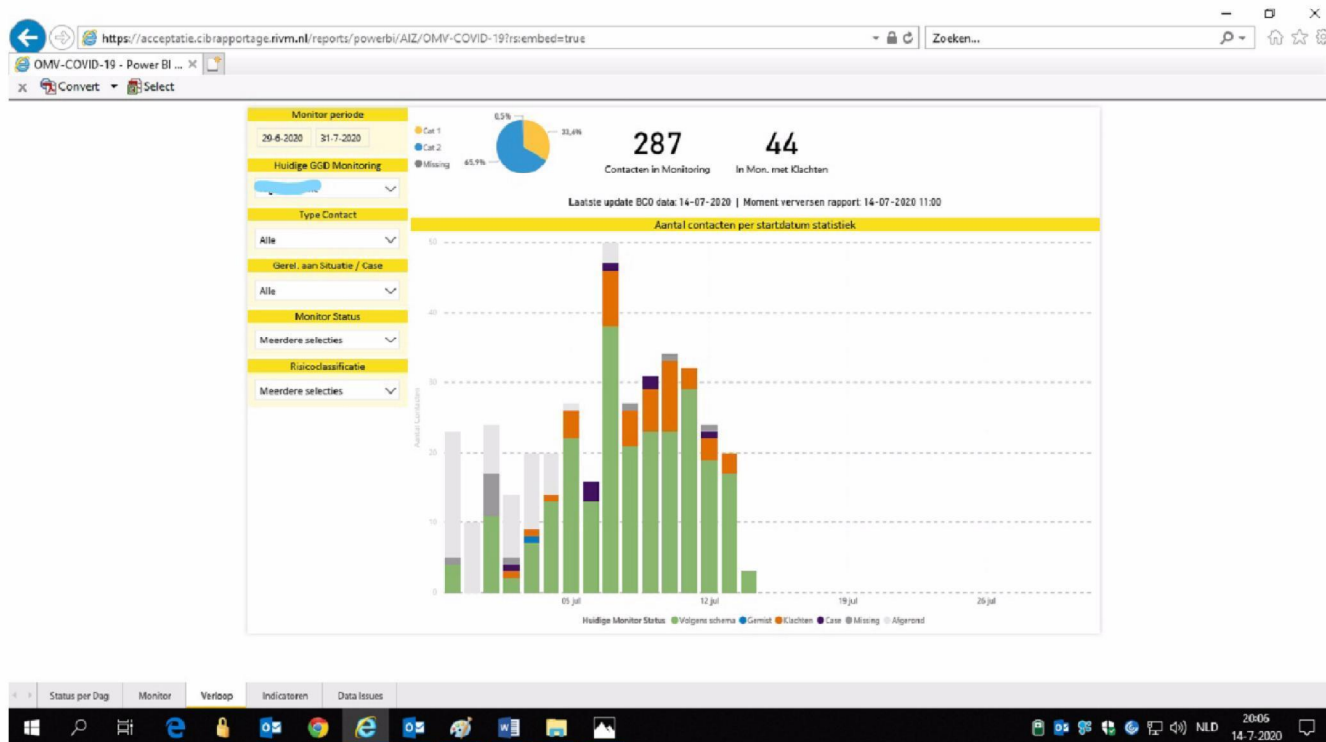 https://acceptatie.cibrapportage.rivm.nl/reports/powerbi/AIZ/OMV-COVID-19?rs:embed=true
Zoeken...
OMV-COVID-19 - Power BI ...
x Convert Select
Monitor periode
29-6-2020 31-7-2020
Huidige GGD Monitoring
Type Contact
Alle
Gerel. aan Situatie / Case
Alle
Monitor Status
Meerdere selecties
Risicoclassificatie
Meerdere selecties
Cat 1
Cat 2
Missing
0,5%
65,9%
287
Contacten in Monitoring
44
In Mon. met Klachten
Laatste update BCO data: 14-07-2020 | Moment verversen rapport: 14-07-2020 11:00
Aantal contacten per startdatum statistiek
Aantal Contacten
50
40
30
20
10
0
05 jul 12 jul 19 jul 26 jul
Huidige Monitor Status Volgens schema Gemist Klachten Case Missing Afgerond
Status per Dag Monitor Verloop Indicatoren Data Issues
NLD
20:06
14-7-2020